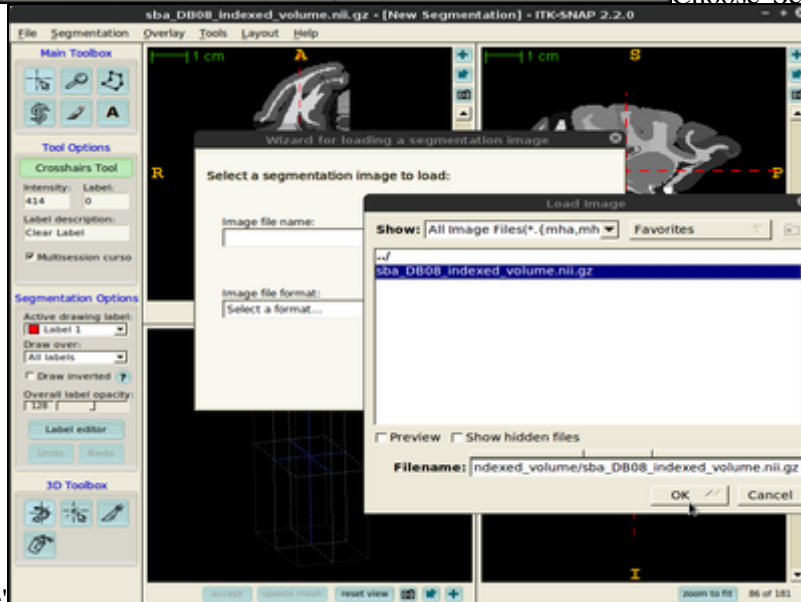 sba_DB08_indexed_volume.nii.gz - [New Segmentation] - ITK-SNAP 2.2.0
File Segmentation Overlay Tools Layout Help
Main Toolbox
A
Tool Options
Crosshairs Tool
Intensity: Label:
414 0
Label description:
Clear Label
Multisession curso
Segmentation Options
Active drawing label:
Label 1
Draw over:
All labels
Draw inverted ?
Overall label opacity:
128
Label editor
Undo Redo
3D Toolbox
1 cm
A
R
1 cm
S
P
Wizard for loading a segmentation image
Select a segmentation image to load:
Image file name:
Image file format:
Select a format...
Load Image
Show: All Image Files(*.{mha,mh
Favorites
../
sba_DB08_indexed_volume.nii.gz
Preview Show hidden files
Filename: ndexed_volume/sba_DB08_indexed_volume.nii.gz
OK Cancel
accept update mesh reset view
I
zoom to fit 86 of 181